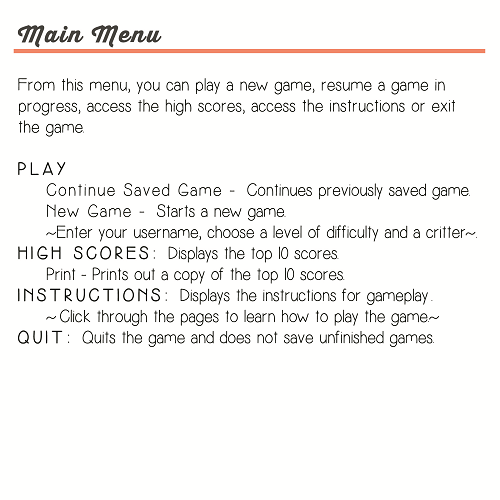 Main Menu
From this menu, you can play a new game, resume a game in
progress, access the high scores, access the instructions or exit
the game.
PLAY
Continue Saved Game - Continues previously saved game.
New Game - Starts a new game.
~Enter your username, choose a level of difficulty and a critter~.
HIGH SCORES: Displays the top 10 scores.
Print - Prints out a copy of the top 10 scores.
INSTRUCTIONS: Displays the instructions for gameplay.
~Click through the pages to learn how to play the game~
QUIT: Quits the game and does not save unfinished games.